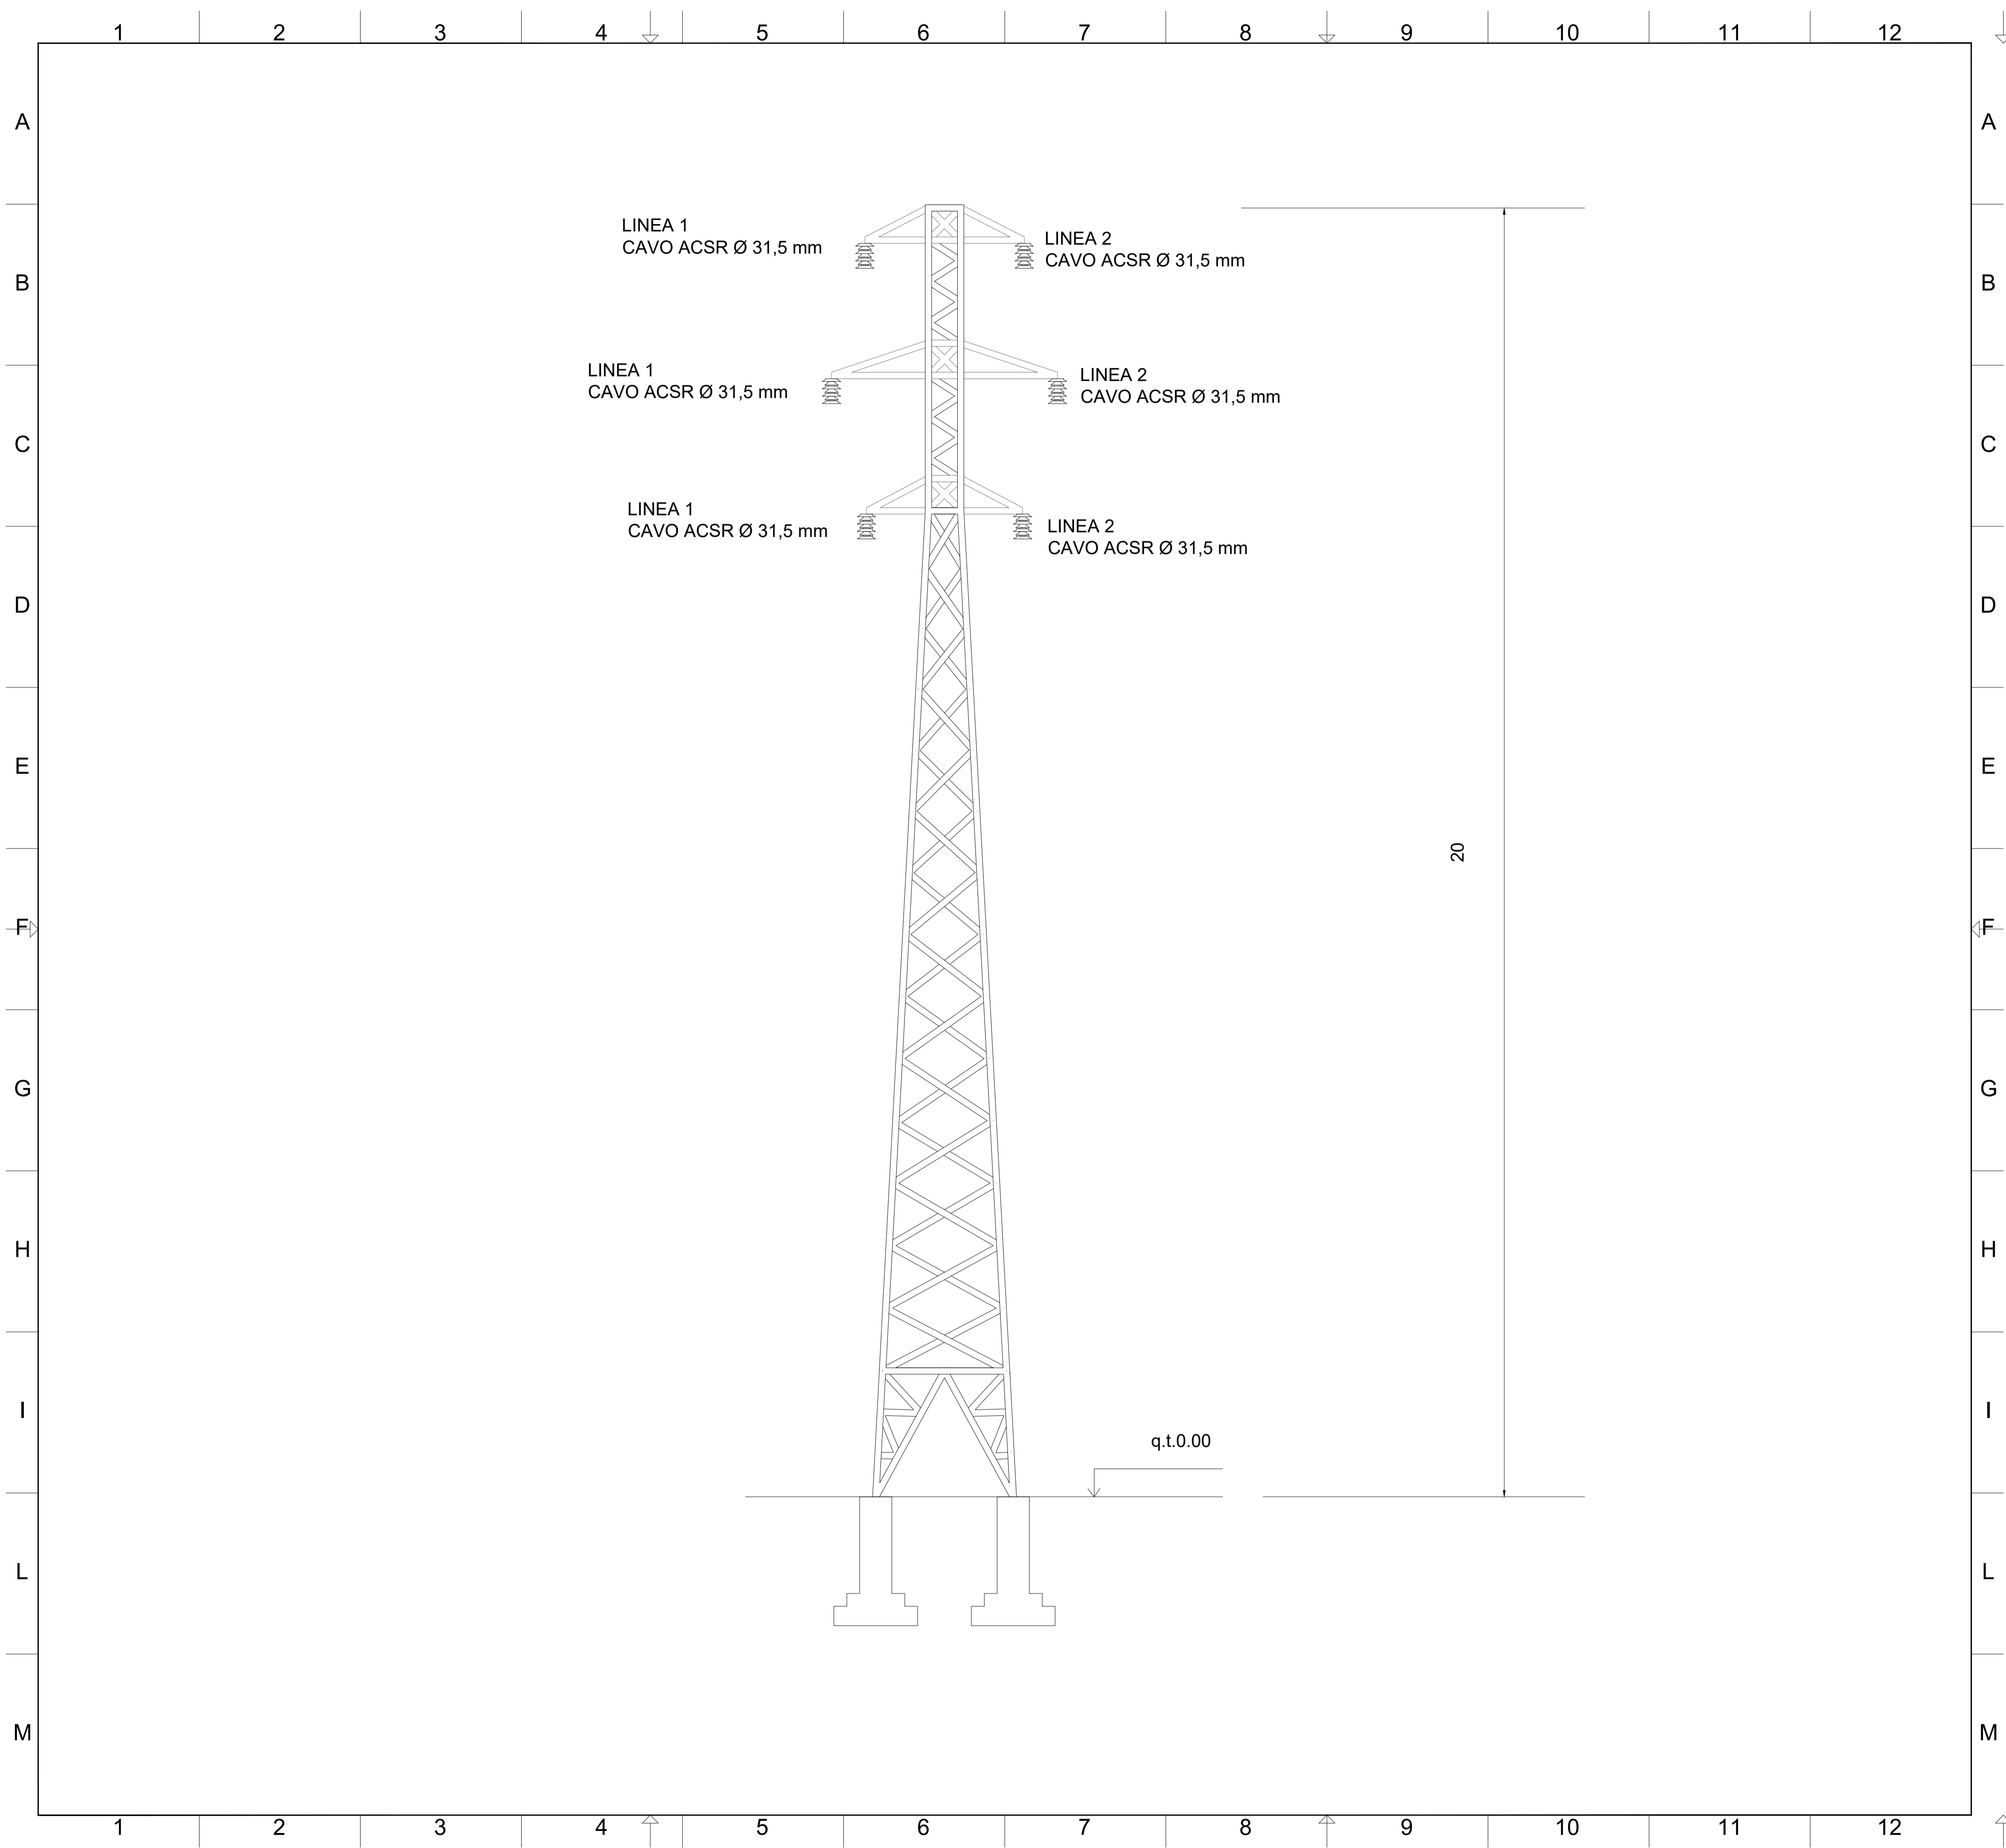 1 2 3 4 5 6 7 8 9 10 11 12
A A
LINEA 1
CAVO ACSR Ø 31,5 mm
LINEA 2
CAVO ACSR Ø 31,5 mm
B B
LINEA 1
CAVO ACSR Ø 31,5 mm
LINEA 2
CAVO ACSR Ø 31,5 mm
C C
LINEA 1
CAVO ACSR Ø 31,5 mm
LINEA 2
CAVO ACSR Ø 31,5 mm
D D
E E
20
F F
G G
H H
I I
q.t.0.00
L L
M M
1 2 3 4 5 6 7 8 9 10 11 12